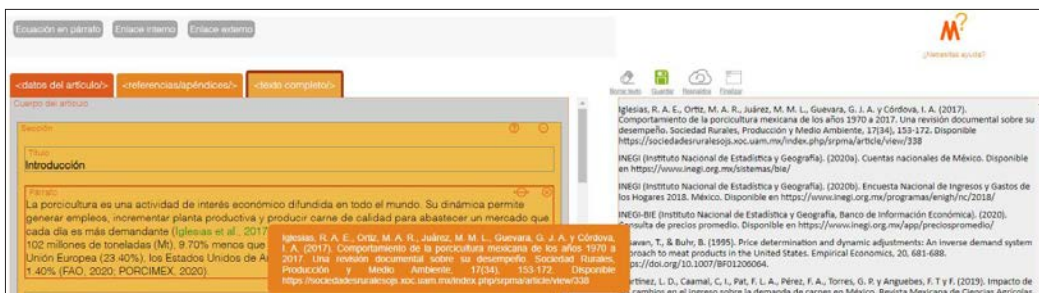 Ecuación en párrafo Enlace interno Enlace externo
M?
¿Necesitas ayuda?
<datos del artículo/> <referencias/apéndices/> <texto completo/>
Cuerpo del artículo
Sección
Título
Introducción
Párrafo
La porcicultura es una actividad de interés económico difundida en todo el mundo. Su dinámica permite
generar empleos, incrementar planta productiva y producir carne de calidad para abastecer un mercado que
cada día es más demandante (Iglesias et al., 2017
102 millones de toneladas (Mt), 9.70% menos que
Unión Europea (23.40%), los Estados Unidos de A
1.40% (FAO, 2020; PORCIMEX, 2020)
Iglesias, R. A. E., Ortiz, M. A. R., Juárez, M. M. L., Guevara, G. J. A. y Córdova,
I. A. (2017). Comportamiento de la porcicultura mexicana de los años 1970 a
2017. Una revisión documental sobre su desempeño. Sociedad Rurales,
Producción y Medio Ambiente, 17(34), 153-172. Disponible
https://sociedadesruralesojs.xoc.uam.mx/index.php/srpma/article/view/338
Borrar texto Guardar Finalizar
Iglesias, R. A. E., Ortiz, M. A. R., Juárez, M. M. L., Guevara, G. J. A. y Córdova, I. A. (2017).
Comportamiento de la porcicultura mexicana de los años 1970 a 2017. Una revisión documental sobre su
desempeño. Sociedad Rurales, Producción y Medio Ambiente, 17(34), 153-172. Disponible
https://sociedadesruralesojs.xoc.uam.mx/index.php/srpma/article/view/338
INEGI (Instituto Nacional de Estadística y Geografía). (2020a). Cuentas nacionales de México. Disponible
en https://www.inegi.org.mx/sistemas/bie/
INEGI (Instituto Nacional de Estadística y Geografía). (2020b). Encuesta Nacional de Ingresos y Gastos de
los Hogares 2018. México. Disponible en https://www.inegi.org.mx/programas/enigh/nc/2018/
INEGI-BIE (Instituto Nacional de Estadística y Geografía, Banco de Información Económica). (2020).
Consulta de precios promedio. Disponible en https://www.inegi.org.mx/app/preciospromedio/
savan, T., & Buhr, B. (1995). Price determination and dynamic adjustments: An inverse demand system
proach to meat products in the United States. Empirical Economics, 20, 681-688.
ps://doi.org/10.1007/BF01206064.
rtínez, L. D., Caamal, C, I., Pat, F. L. A., Pérez, F. A., Torres, G. P. y Anguebes, F. T y F. (2019). Impacto de
cambios en el ingreso sobre la demanda de carnes en México. Revista Mexicana de Ciencias Agrícolas